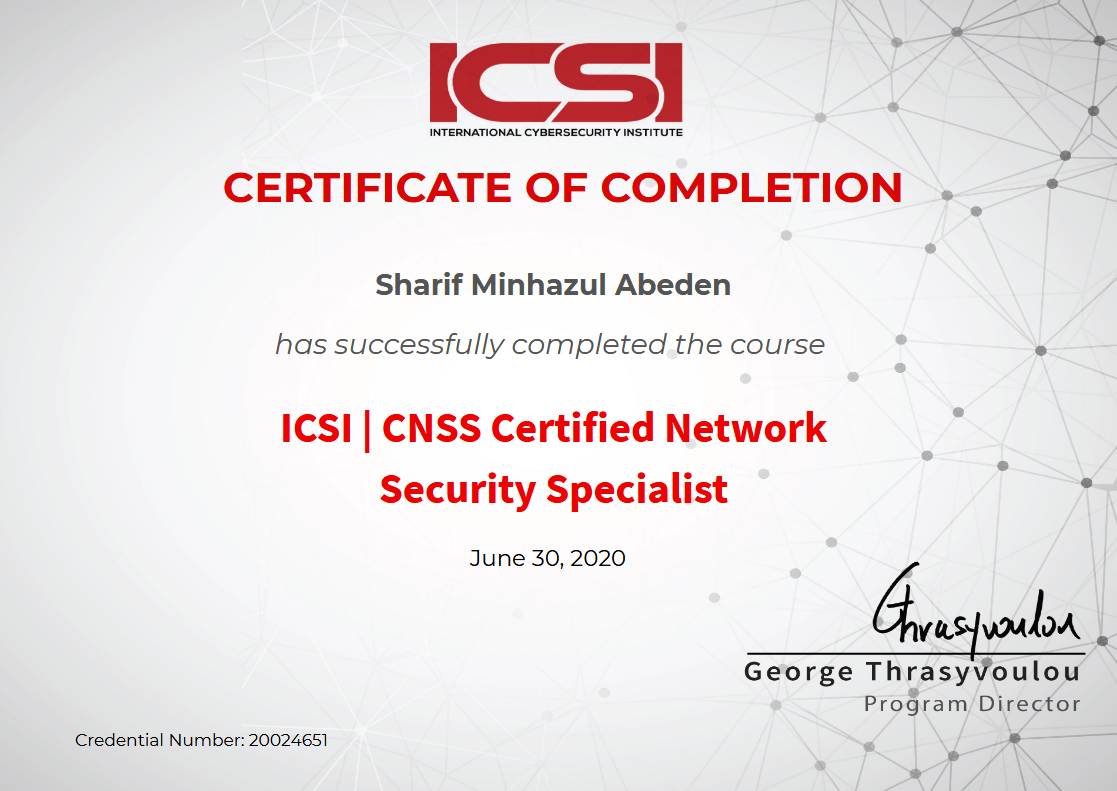 ICSI
INTERNATIONAL CYBERSECURITY INSTITUTE
CERTIFICATE OF COMPLETION
Sharif Minhazul Abeden
has successfully completed the course
ICSI | CNSS Certified Network
Security Specialist
June 30, 2020
Thrasyvoulou
George Thrasyvoulou
Program Director
Credential Number: 20024651